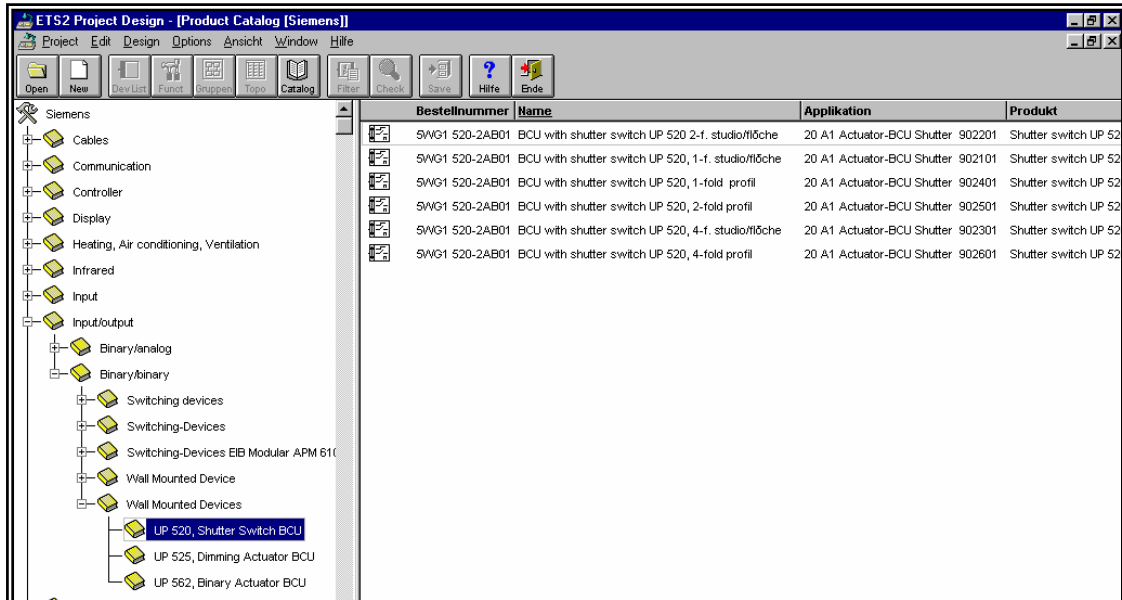 ETS2 Project Design - [Product Catalog [Siemens]]
Project Edit Design Options Ansicht Window Hilfe
Open New DevList Funct Gruppen Topo Catalog Filter Check Save Hilfe Ende
Siemens
Cables
Communication
Controller
Display
Heating, Air conditioning, Ventilation
Infrared
Input
Input/output
Binary/analog
Binary/binary
Switching devices
Switching-Devices
Switching-Devices EIB Modular APM 610
Wall Mounted Device
Wall Mounted Devices
UP 520, Shutter Switch BCU
UP 525, Dimming Actuator BCU
UP 562, Binary Actuator BCU
Bestellnummer Name Applikation Produkt
5WG1 520-2AB01 BCU with shutter switch UP 520 2-f. studio/flõche 20 A1 Actuator-BCU Shutter 902201 Shutter switch UP 52
5WG1 520-2AB01 BCU with shutter switch UP 520, 1-f. studio/flõche 20 A1 Actuator-BCU Shutter 902101 Shutter switch UP 52
5WG1 520-2AB01 BCU with shutter switch UP 520, 1-fold profil 20 A1 Actuator-BCU Shutter 902401 Shutter switch UP 52
5WG1 520-2AB01 BCU with shutter switch UP 520, 2-fold profil 20 A1 Actuator-BCU Shutter 902501 Shutter switch UP 52
5WG1 520-2AB01 BCU with shutter switch UP 520, 4-f. studio/flõche 20 A1 Actuator-BCU Shutter 902301 Shutter switch UP 52
5WG1 520-2AB01 BCU with shutter switch UP 520, 4-fold profil 20 A1 Actuator-BCU Shutter 902601 Shutter switch UP 52